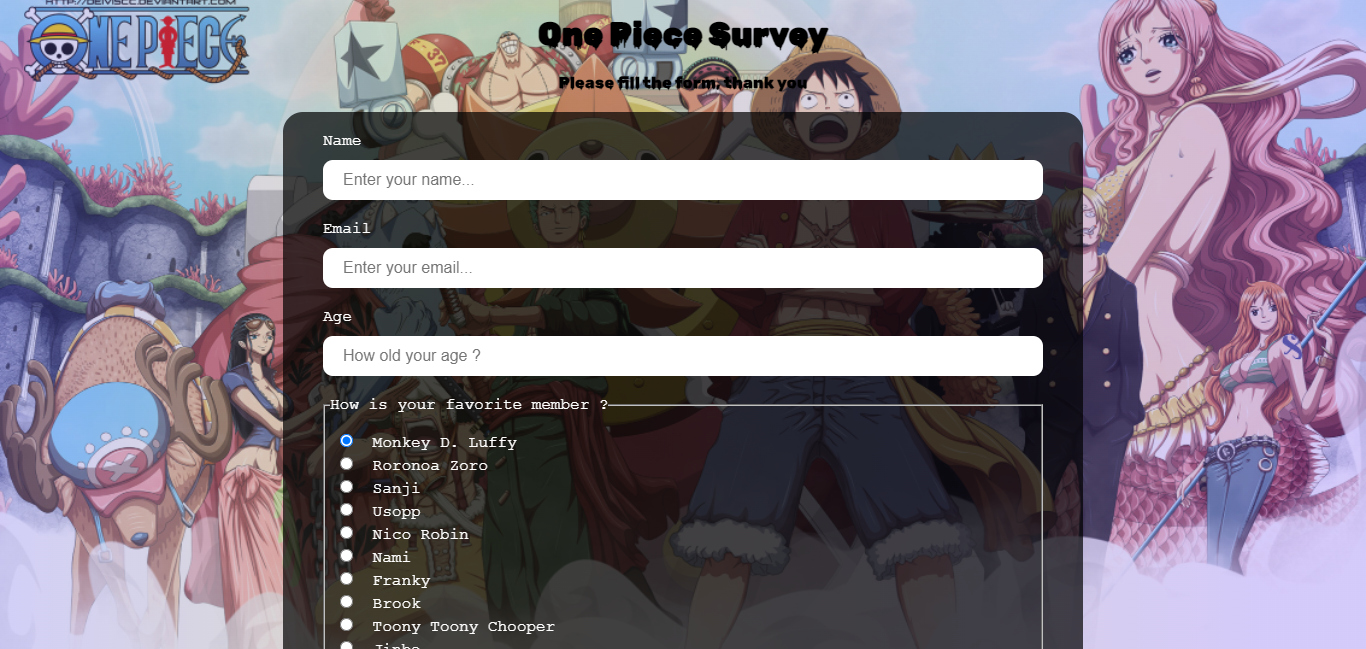 HTTP://DEIVISCC.DEVIANTART.COM
ONE PIECE
One Piece Survey
Please fill the form, thank you
37
Name
Enter your name...
Email
Enter your email...
Age
How old your age ?
How is your favorite member ?
Monkey D. Luffy
Roronoa Zoro
Sanji
Usopp
Nico Robin
Nami
Franky
Brook
Toony Toony Chooper